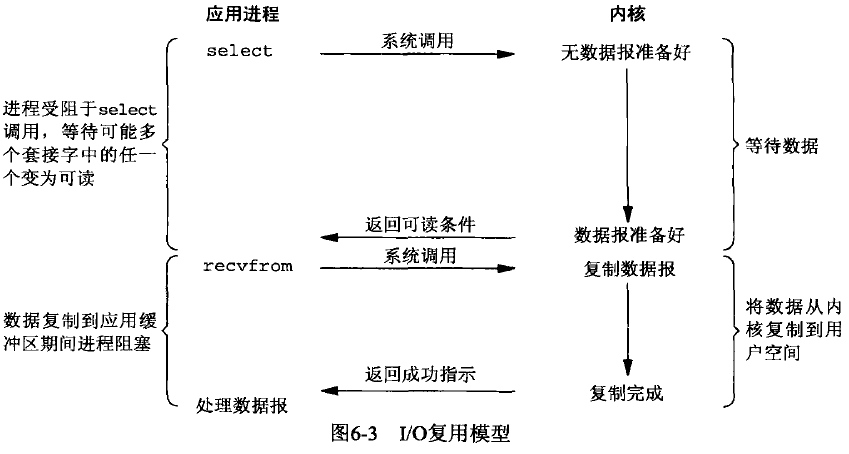 应用进程
内核
select
系统调用
无数据报准备好
进程受阻于select
调用，等待可能多
个套接字中的任一
个变为可读
等待数据
返回可读条件
数据报准备好
recvfrom
系统调用
复制数据报
数据复制到应用缓
冲区期间进程阻塞
将数据从内
核复制到用
户空间
返回成功指示
复制完成
处理数据报
图6-3 I/O复用模型